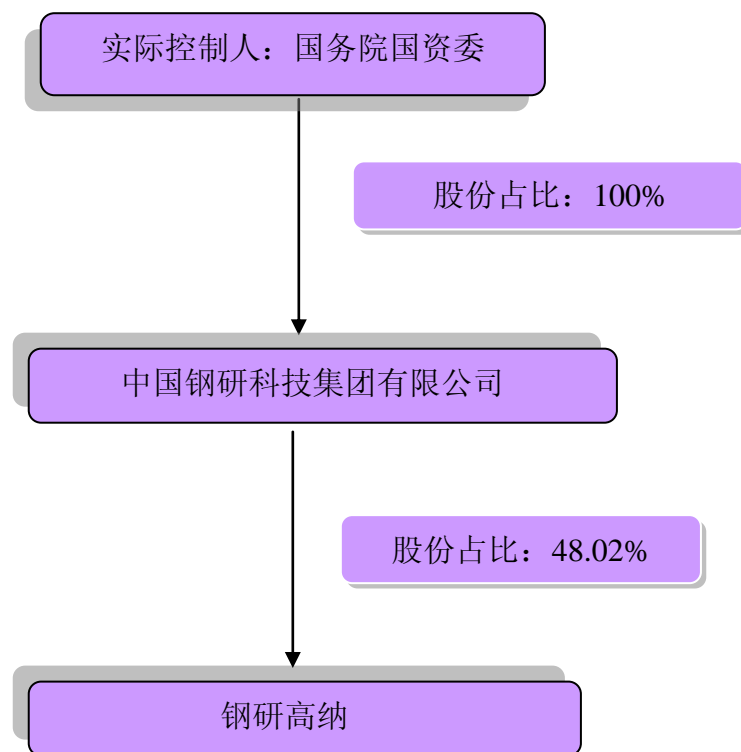 实际控制人：国务院国资委
股份占比：100%
中国钢研科技集团有限公司
股份占比：48.02%
钢研高纳